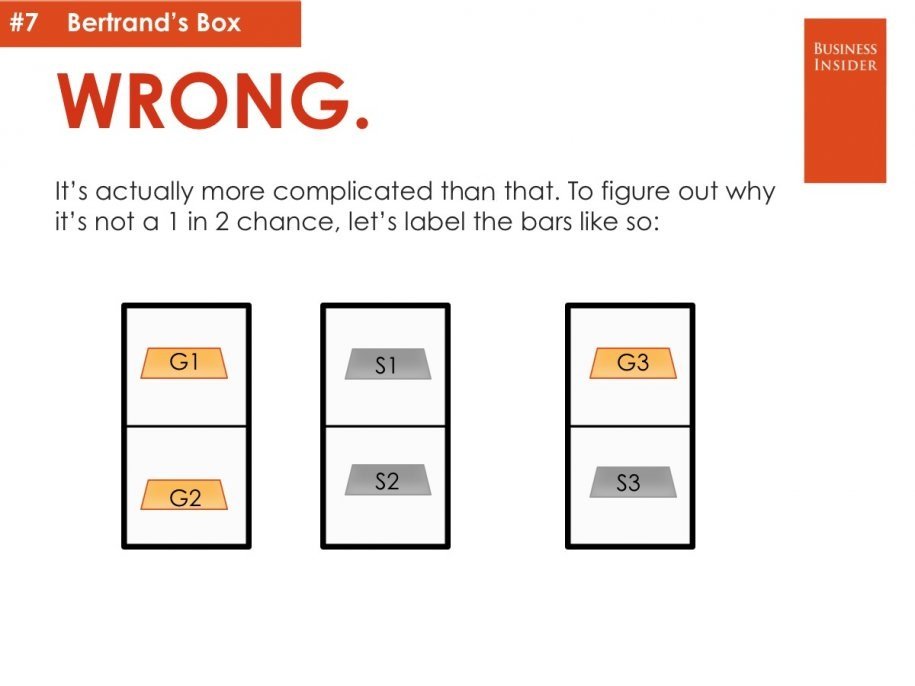 #7 Bertrand’s Box
BUSINESS
INSIDER
WRONG.
It’s actually more complicated than that. To figure out why
it’s not a 1 in 2 chance, let’s label the bars like so:
G1
S1
G3
G2
S2
S3